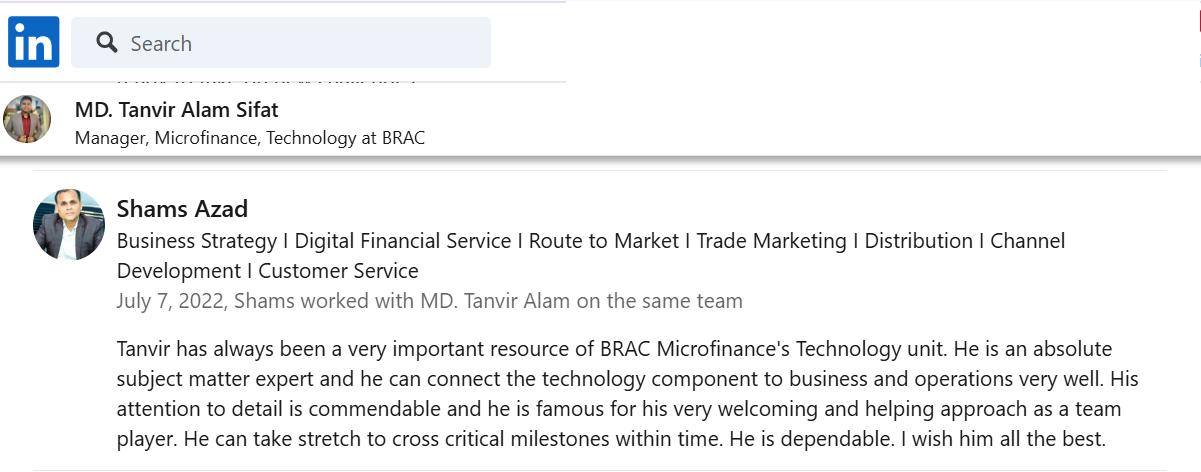 in
Search
MD. Tanvir Alam Sifat
Manager, Microfinance, Technology at BRAC
Shams Azad
Business Strategy I Digital Financial Service I Route to Market I Trade Marketing I Distribution I Channel
Development I Customer Service
July 7, 2022, Shams worked with MD. Tanvir Alam on the same team
Tanvir has always been a very important resource of BRAC Microfinance's Technology unit. He is an absolute
subject matter expert and he can connect the technology component to business and operations very well. His
attention to detail is commendable and he is famous for his very welcoming and helping approach as a team
player. He can take stretch to cross critical milestones within time. He is dependable. I wish him all the best.